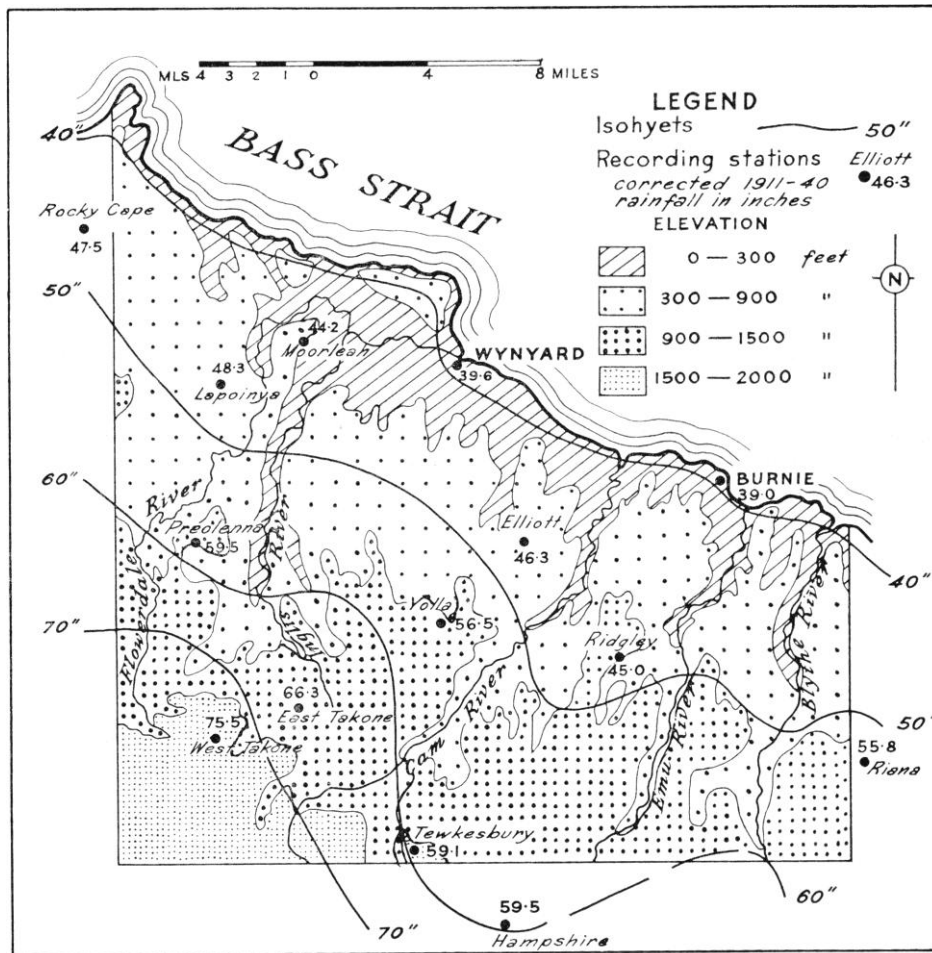 MLS 4 3 2 1 0 4 8 MILES
BASS STRAIT
LEGEND
Isohyets 50"
Recording stations Elliott
corrected 1911-40 46·3
rainfall in inches
ELEVATION
0 — 300 feet
300 — 900 "
900 — 1500 "
1500 — 2000 "
N
40"
Rocky Cape
47·5
50"
44·2
Moorleah
48·3
Lapoinya
WYNYARD
39·6
60"
BURNIE
39·0
Flowerdale River
Preolenna
59·5
Inglis River
Elliott
46·3
40"
Yolla
56·5
Ridgley
45·0
Cam River
Emu River
Blythe River
70"
66·3
East Takone
75·5
West Takone
50"
55·8
Riana
Tewkesbury
59·1
60"
70"
59·5
Hampshire